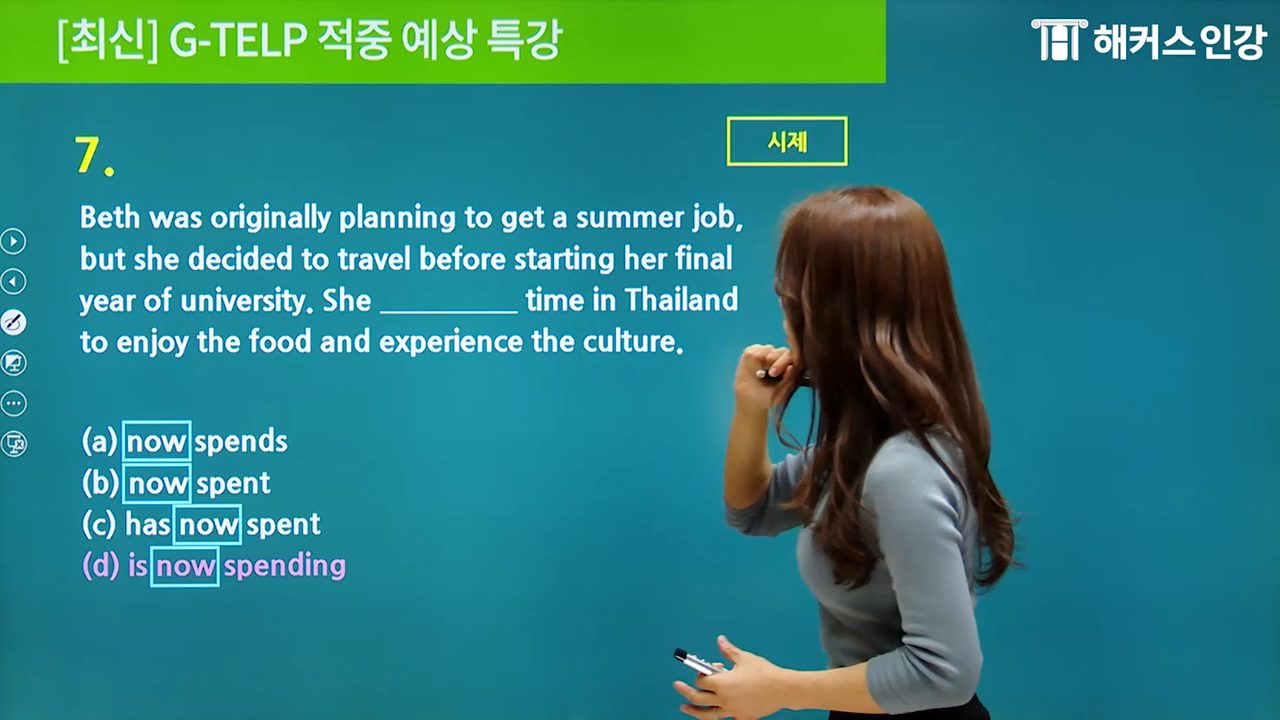 [최신] G-TELP 적중 예상 특강
해커스인강
7.
시제
Beth was originally planning to get a summer job,
but she decided to travel before starting her final
year of university. She __________ time in Thailand
to enjoy the food and experience the culture.
(a) now spends
(b) now spent
(c) has now spent
(d) is now spending